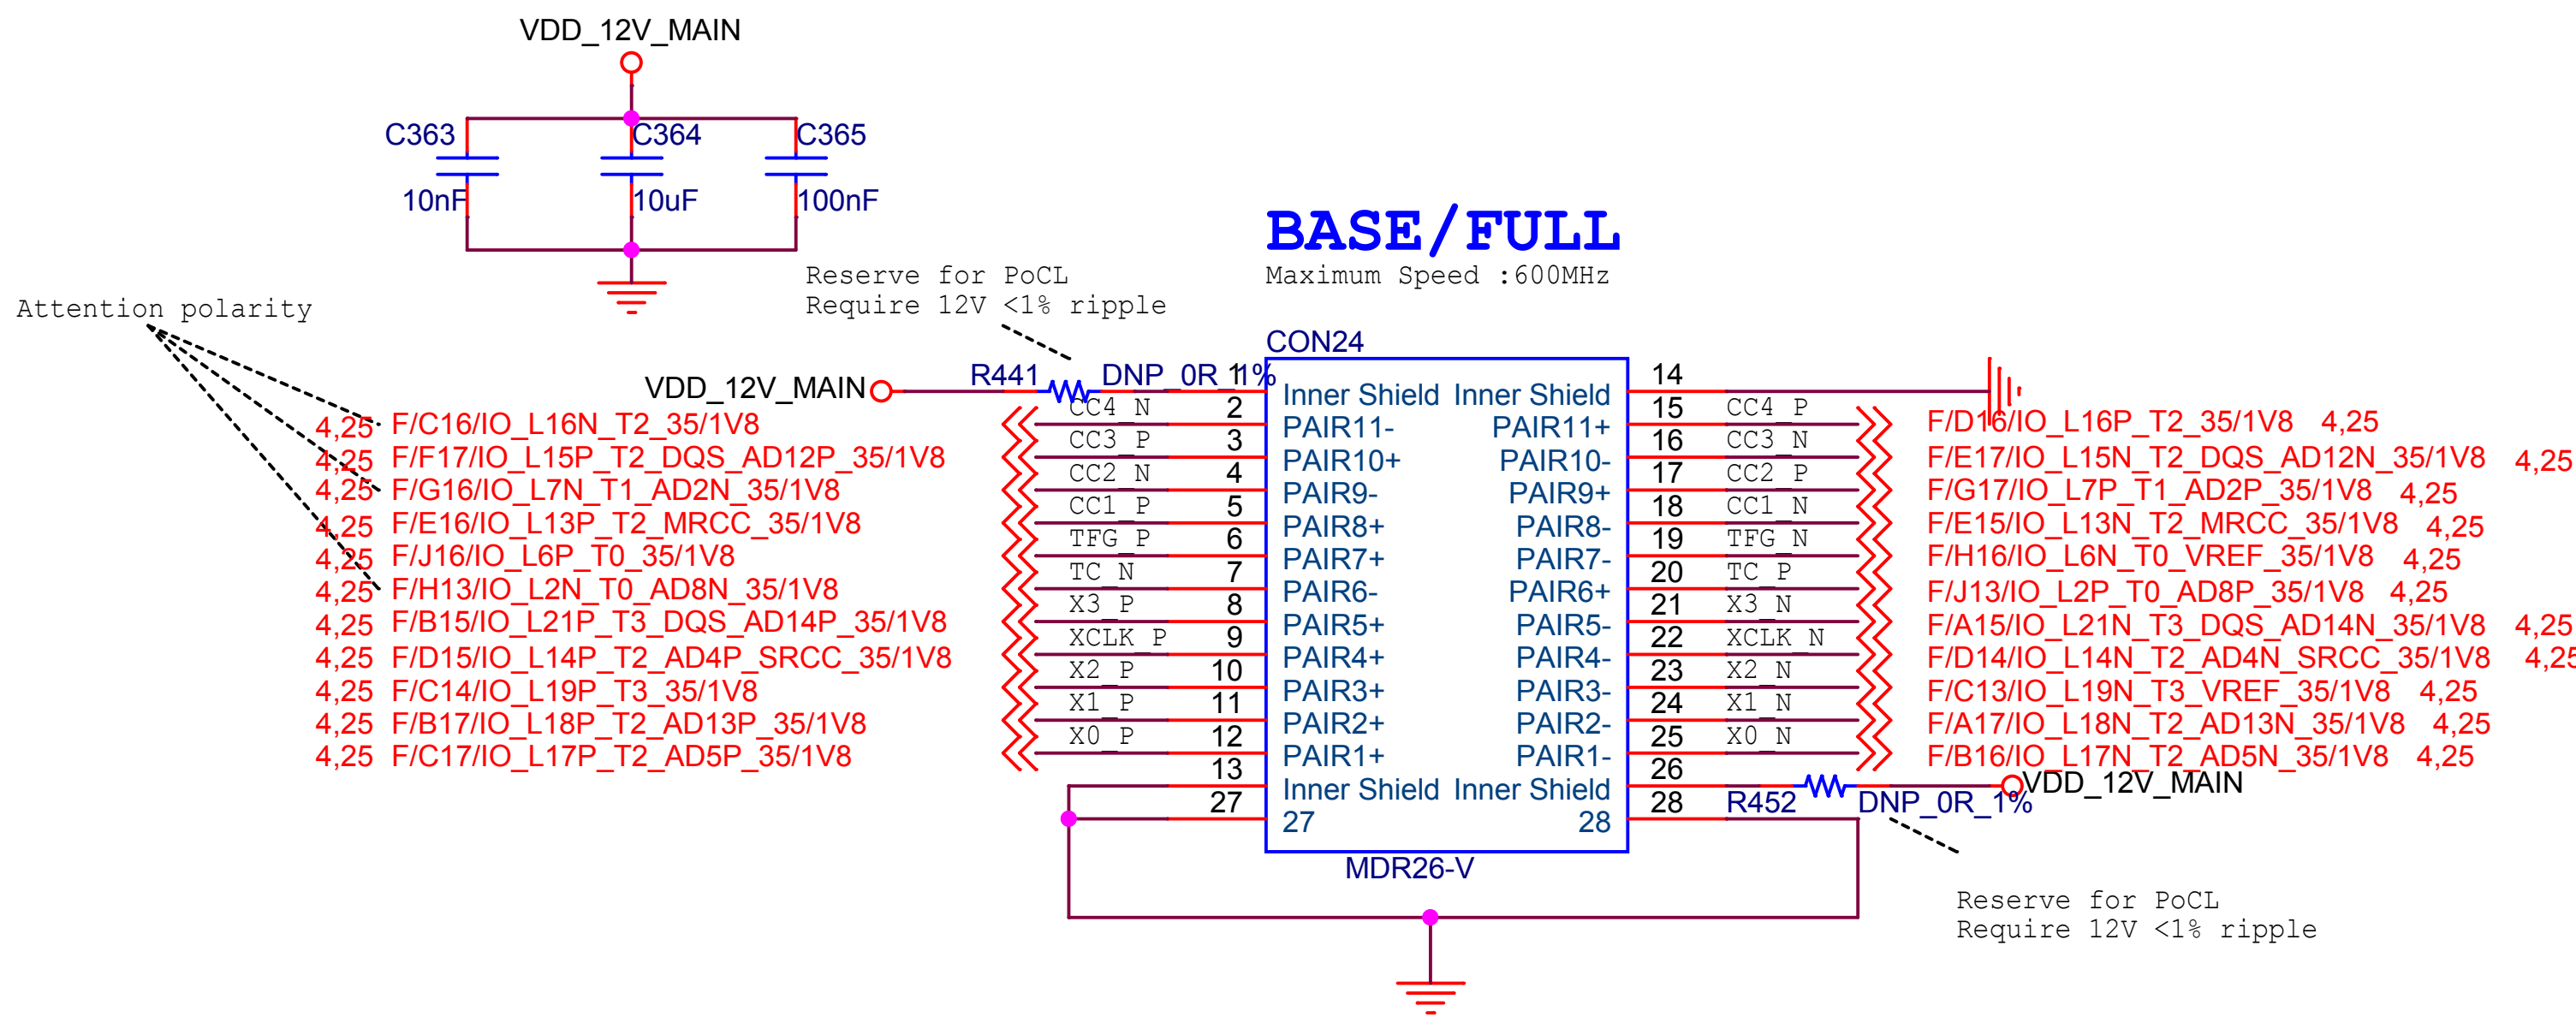 VDD_12V_MAIN
C363
C364
C365
10nF
10uF
100nF
BASE/FULL
Maximum Speed :600MHz
Reserve for PoCL
Require 12V <1% ripple
Attention polarity
CON24
VDD_12V_MAIN R441 DNP_0R_1% 1 Inner Shield Inner Shield 14
4,25 F/C16/IO_L16N_T2_35/1V8 CC4_N 2 PAIR11- PAIR11+ 15 CC4_P F/D16/IO_L16P_T2_35/1V8 4,25
4,25 F/F17/IO_L15P_T2_DQS_AD12P_35/1V8 CC3_P 3 PAIR10+ PAIR10- 16 CC3_N F/E17/IO_L15N_T2_DQS_AD12N_35/1V8 4,25
4,25 F/G16/IO_L7N_T1_AD2N_35/1V8 CC2_N 4 PAIR9- PAIR9+ 17 CC2_P F/G17/IO_L7P_T1_AD2P_35/1V8 4,25
4,25 F/E16/IO_L13P_T2_MRCC_35/1V8 CC1_P 5 PAIR8+ PAIR8- 18 CC1_N F/E15/IO_L13N_T2_MRCC_35/1V8 4,25
4,25 F/J16/IO_L6P_T0_35/1V8 TFG_P 6 PAIR7+ PAIR7- 19 TFG_N F/H16/IO_L6N_T0_VREF_35/1V8 4,25
4,25 F/H13/IO_L2N_T0_AD8N_35/1V8 TC_N 7 PAIR6- PAIR6+ 20 TC_P F/J13/IO_L2P_T0_AD8P_35/1V8 4,25
4,25 F/B15/IO_L21P_T3_DQS_AD14P_35/1V8 X3_P 8 PAIR5+ PAIR5- 21 X3_N F/A15/IO_L21N_T3_DQS_AD14N_35/1V8 4,25
4,25 F/D15/IO_L14P_T2_AD4P_SRCC_35/1V8 XCLK_P 9 PAIR4+ PAIR4- 22 XCLK_N F/D14/IO_L14N_T2_AD4N_SRCC_35/1V8 4,25
4,25 F/C14/IO_L19P_T3_35/1V8 X2_P 10 PAIR3+ PAIR3- 23 X2_N F/C13/IO_L19N_T3_VREF_35/1V8 4,25
4,25 F/B17/IO_L18P_T2_AD13P_35/1V8 X1_P 11 PAIR2+ PAIR2- 24 X1_N F/A17/IO_L18N_T2_AD13N_35/1V8 4,25
4,25 F/C17/IO_L17P_T2_AD5P_35/1V8 X0_P 12 PAIR1+ PAIR1- 25 X0_N F/B16/IO_L17N_T2_AD5N_35/1V8 4,25
13 Inner Shield Inner Shield 26 VDD_12V_MAIN
27 27 28 28 R452 DNP_0R_1%
MDR26-V
Reserve for PoCL
Require 12V <1% ripple